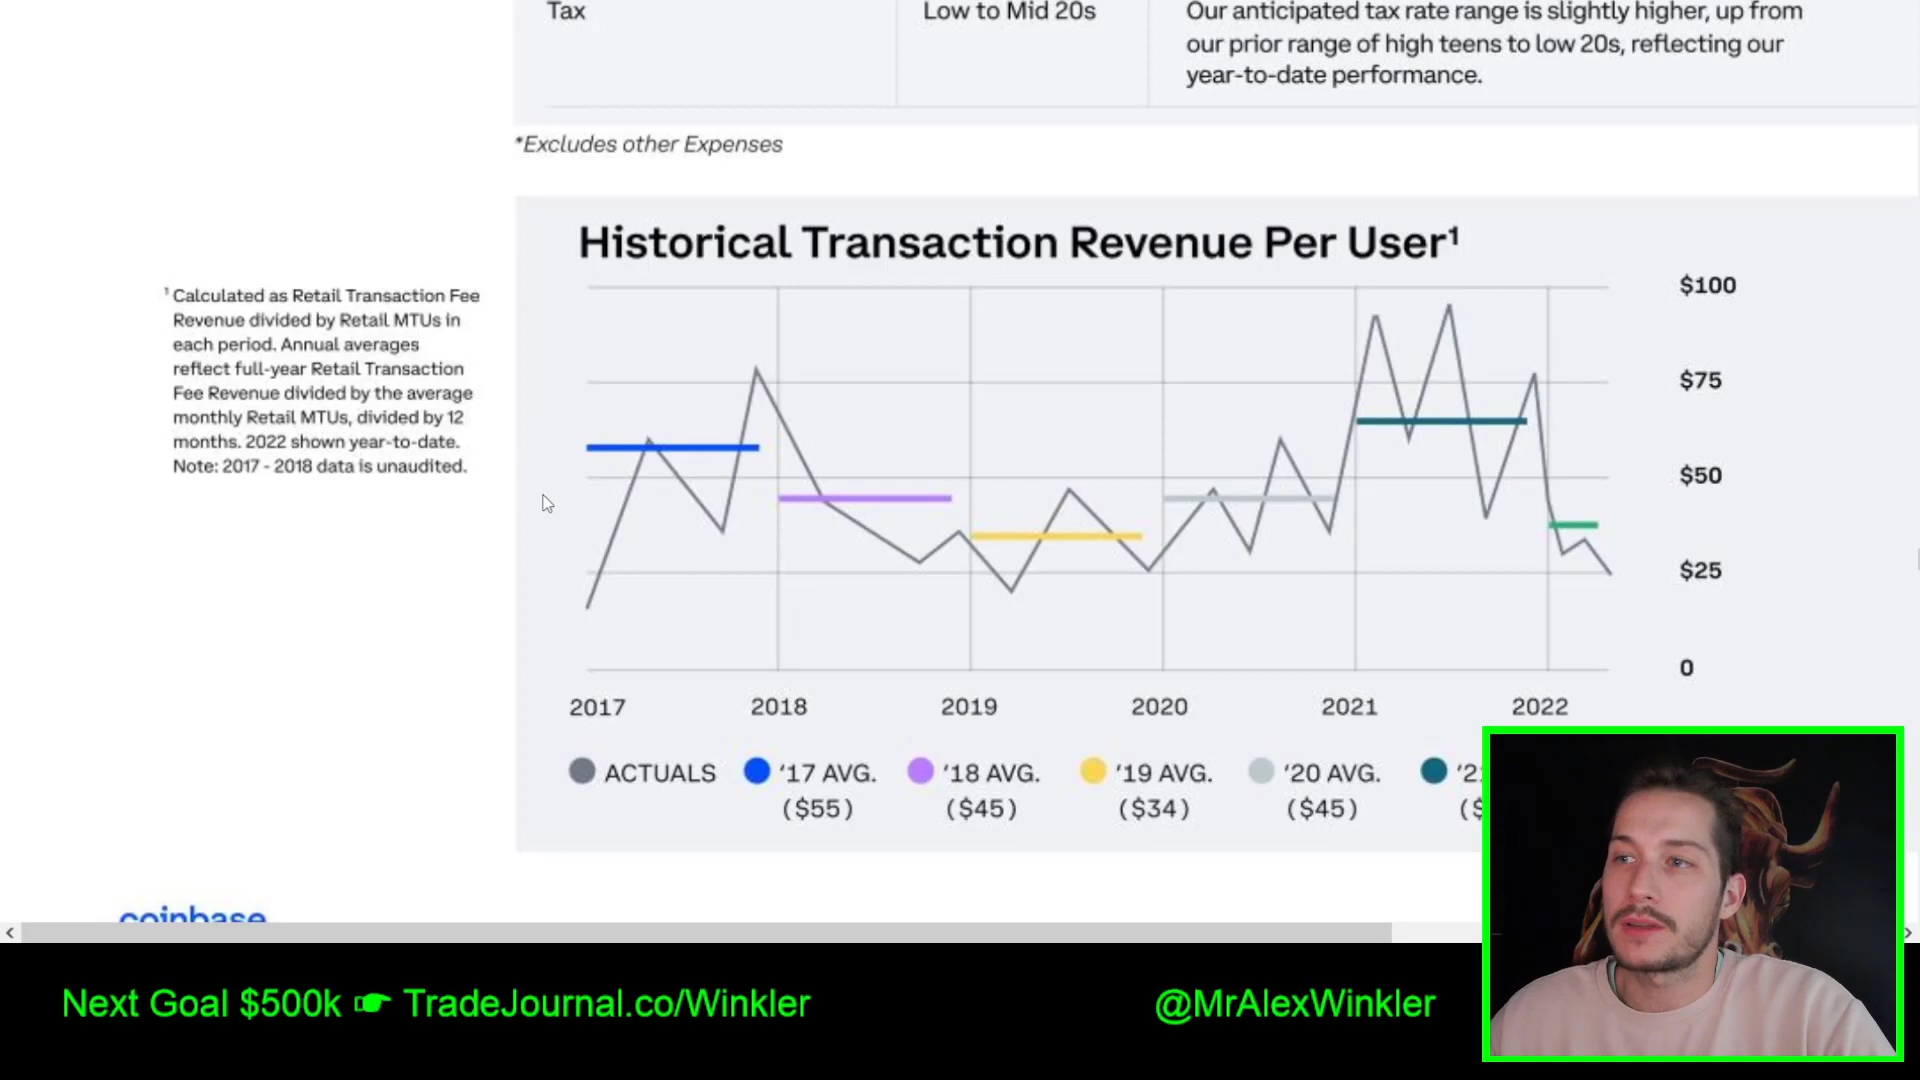 Tax
Low to Mid 20s
Our anticipated tax rate range is slightly higher, up from
our prior range of high teens to low 20s, reflecting our
year-to-date performance.
*Excludes other Expenses
Historical Transaction Revenue Per User¹
¹ Calculated as Retail Transaction Fee
Revenue divided by Retail MTUs in
each period. Annual averages
reflect full-year Retail Transaction
Fee Revenue divided by the average
monthly Retail MTUs, divided by 12
months. 2022 shown year-to-date.
Note: 2017 - 2018 data is unaudited.
$100
$75
$50
$25
0
2017 2018 2019 2020 2021 2022
ACTUALS '17 AVG. '18 AVG. '19 AVG. '20 AVG.
($55) ($45) ($34) ($45)
coinbase
Next Goal $500k ☛ TradeJournal.co/Winkler
@MrAlexWinkler